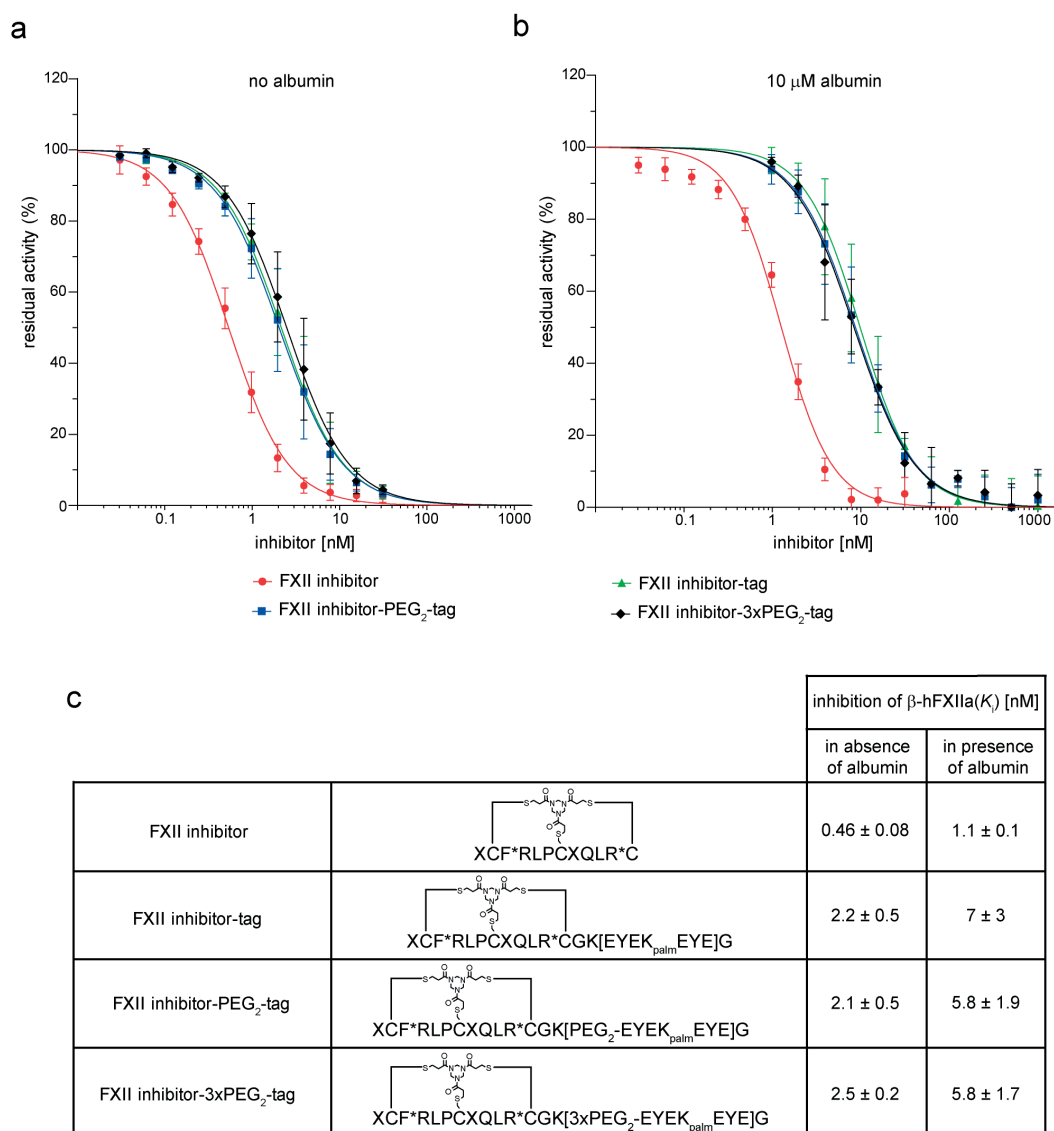 a
no albumin
120
100
80
60
40
20
0
residual activity (%)
0.1 1 10 100 1000
inhibitor [nM]
b
10 μM albumin
120
100
80
60
40
20
0
residual activity (%)
0.1 1 10 100 1000
inhibitor [nM]
FXII inhibitor
FXII inhibitor-PEG2-tag
FXII inhibitor-tag
FXII inhibitor-3xPEG2-tag
c
inhibition of β-hFXIIa(Ki) [nM]
in absence
of albumin
in presence
of albumin
FXII inhibitor
O O
S N N S
N
O
S
XCF*RLPCXQLR*C
0.46 ± 0.08
1.1 ± 0.1
FXII inhibitor-tag
O O
S N N S
N
O
S
XCF*RLPCXQLR*CGK[EYEKpalmEYE]G
2.2 ± 0.5
7 ± 3
FXII inhibitor-PEG2-tag
O O
S N N S
N
O
S
XCF*RLPCXQLR*CGK[PEG2-EYEKpalmEYE]G
2.1 ± 0.5
5.8 ± 1.9
FXII inhibitor-3xPEG2-tag
O O
S N N S
N
O
S
XCF*RLPCXQLR*CGK[3xPEG2-EYEKpalmEYE]G
2.5 ± 0.2
5.8 ± 1.7